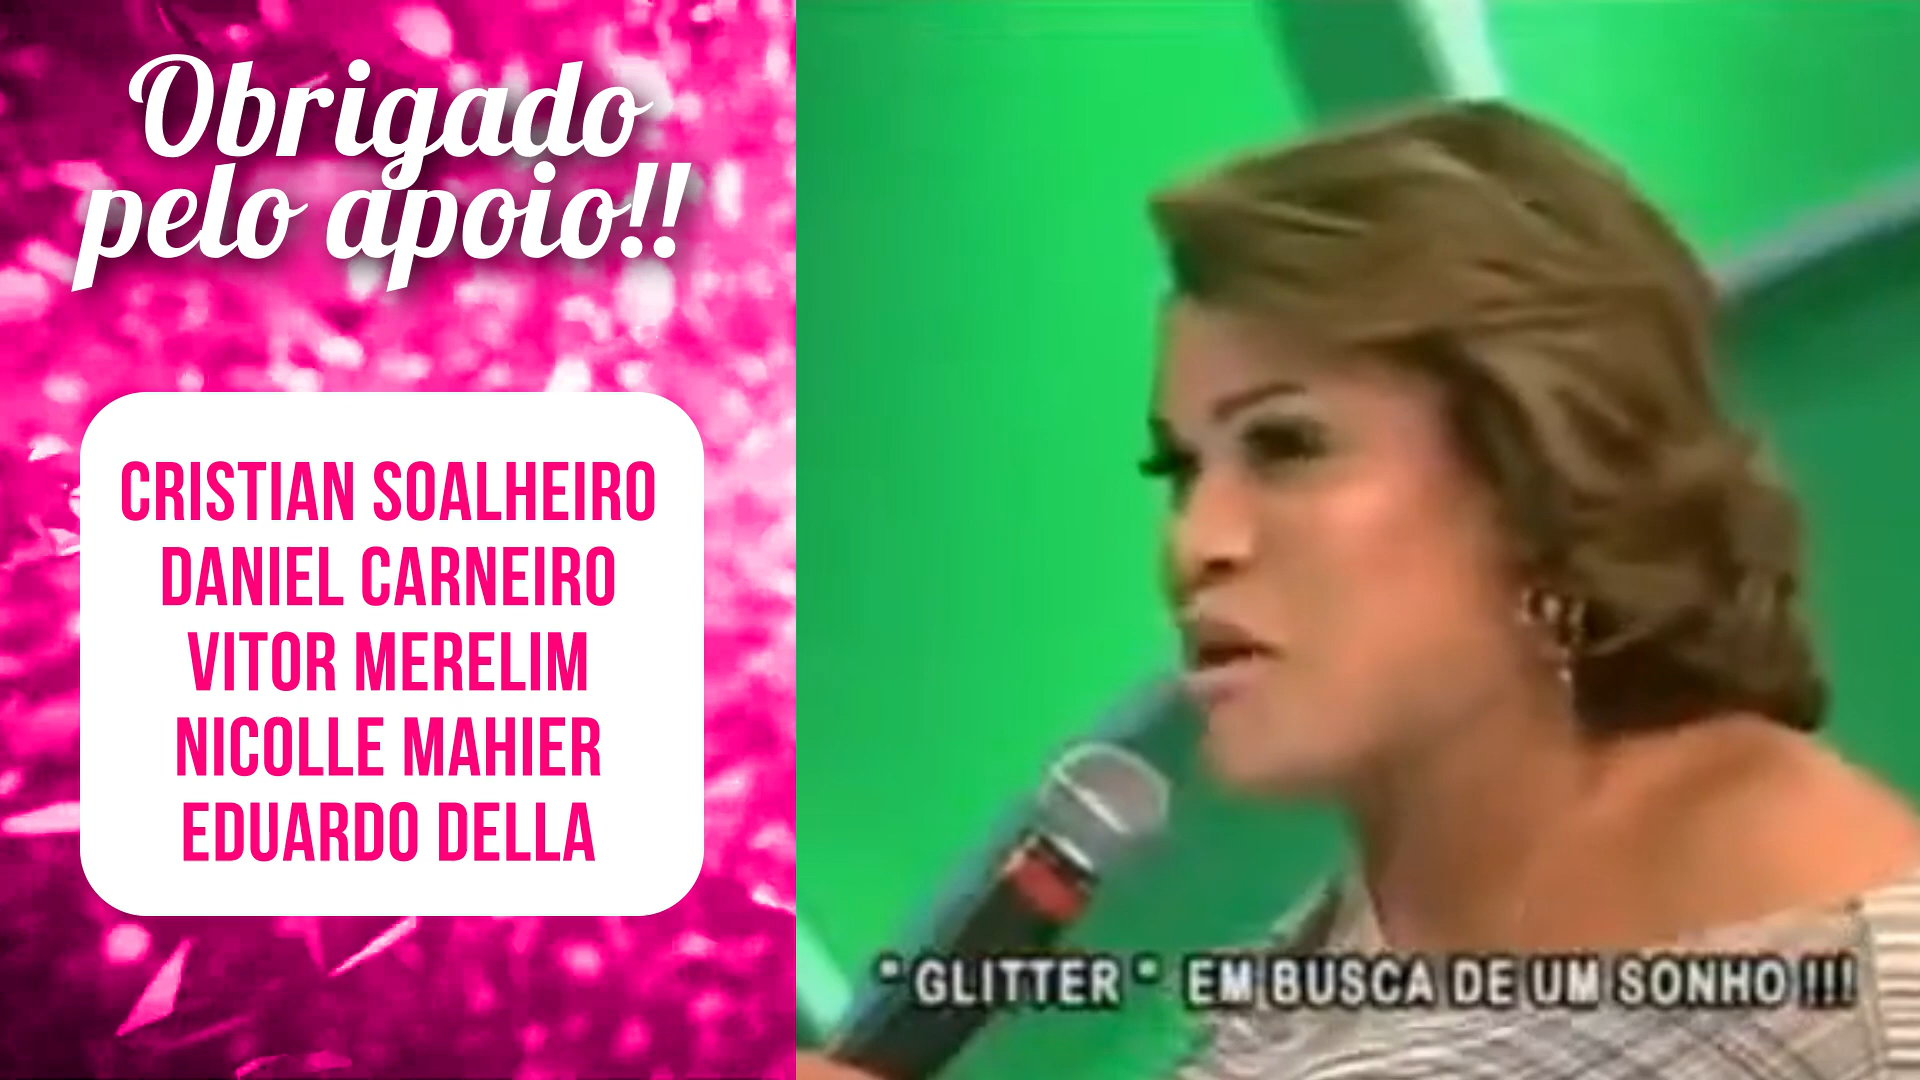 Obrigado
pelo apoio!!
CRISTIAN SOALHEIRO
DANIEL CARNEIRO
VITOR MERELIM
NICOLLE MAHIER
EDUARDO DELLA
" GLITTER " EM BUSCA DE UM SONHO !!!